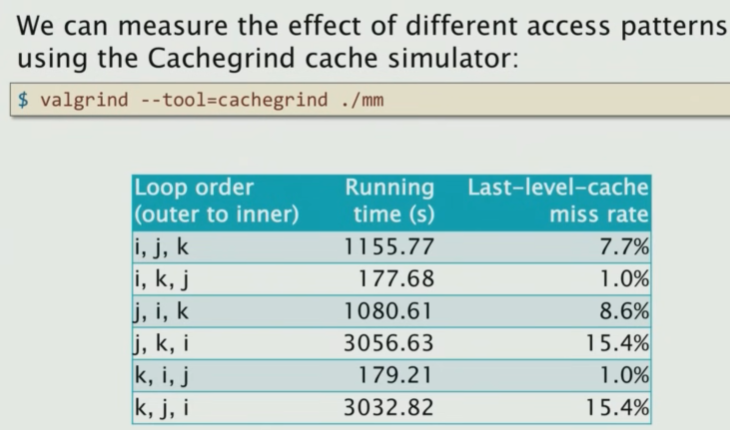 We can measure the effect of different access patterns
using the Cachegrind cache simulator:
$ valgrind --tool=cachegrind ./mm
Loop order Running Last-level-cache
(outer to inner) time (s) miss rate
i, j, k 1155.77 7.7%
i, k, j 177.68 1.0%
j, i, k 1080.61 8.6%
j, k, i 3056.63 15.4%
k, i, j 179.21 1.0%
k, j, i 3032.82 15.4%